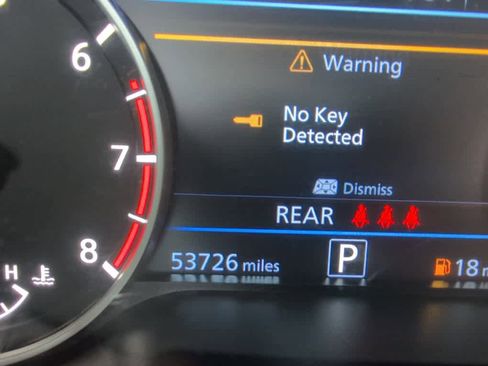 6
Warning
No Key
Detected
7
Dismiss
REAR
8
53726 miles
P
18 m
H